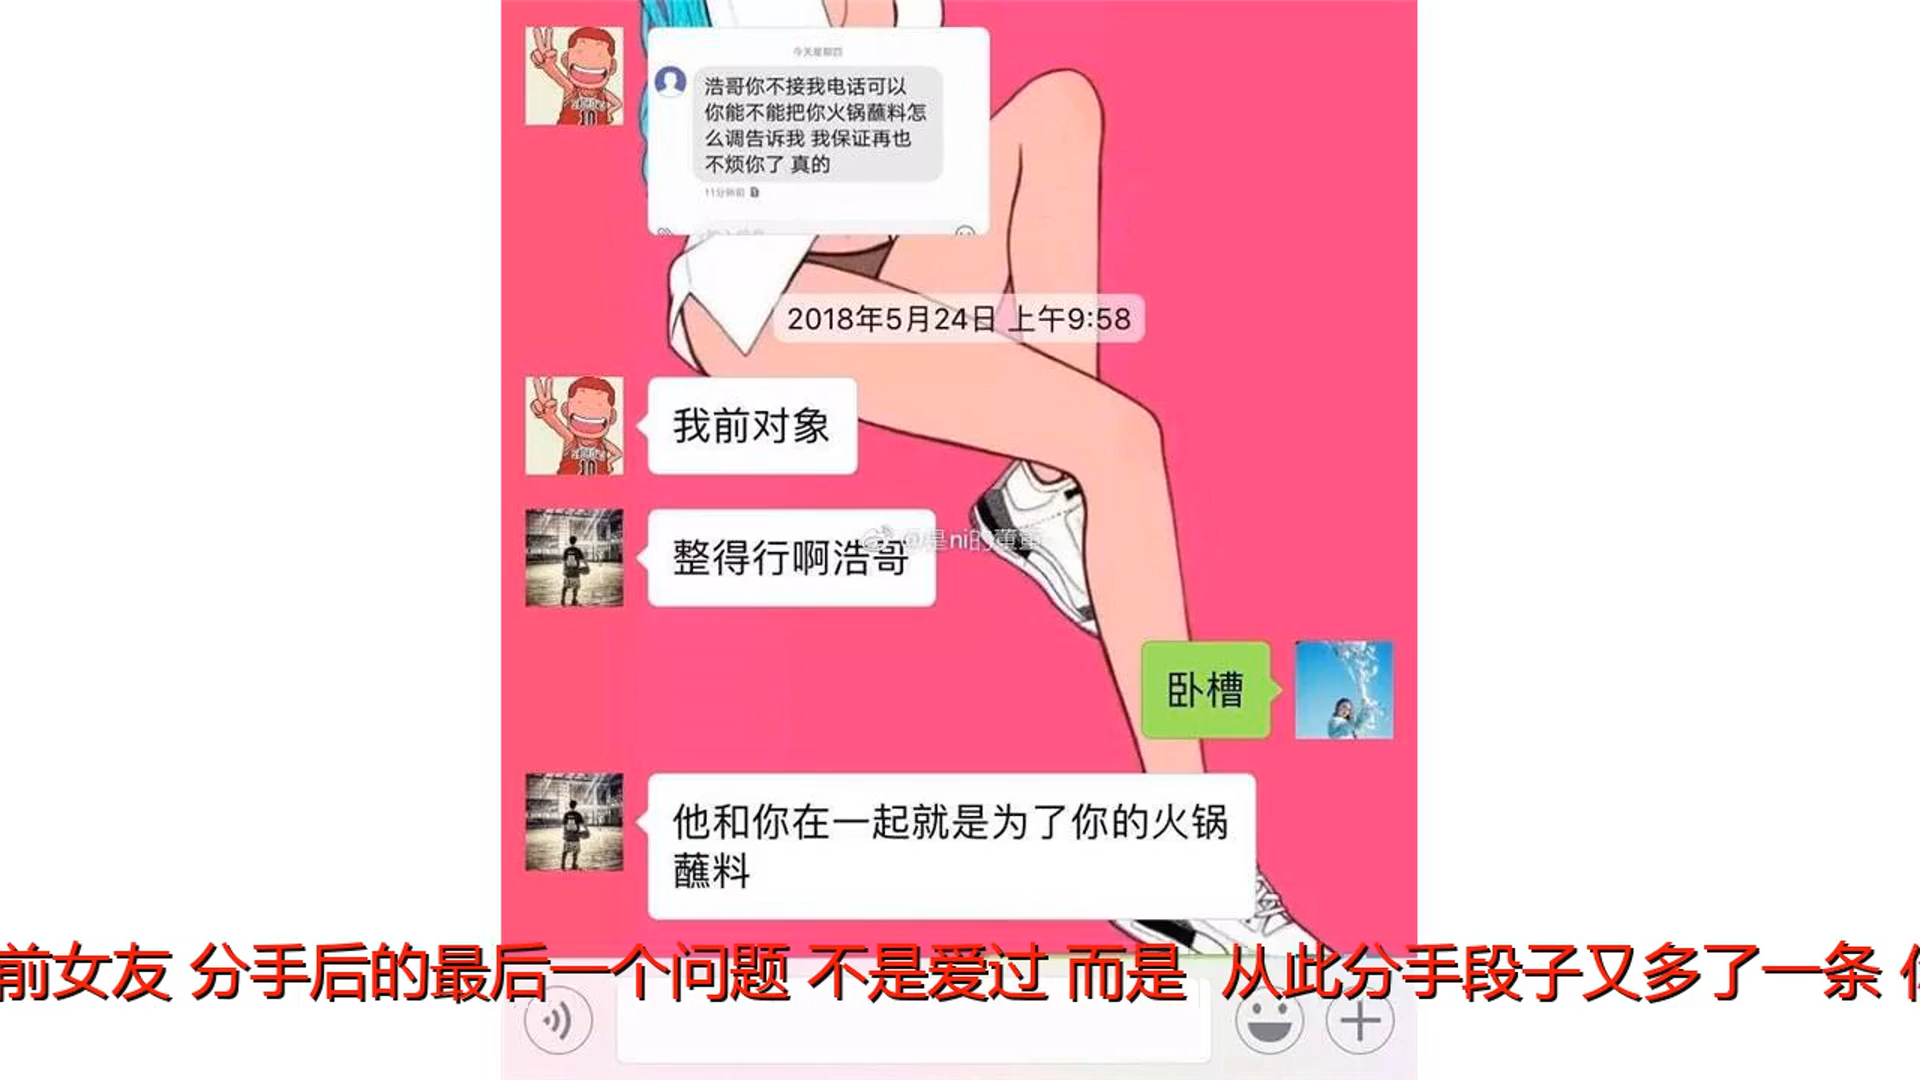 今天星期四
浩哥你不接我电话可以
你能不能把你火锅蘸料怎
么调告诉我 我保证再也
不烦你了 真的
11分钟前
2018年5月24日 上午9:58
我前对象
整得行啊浩哥
卧槽
他和你在一起就是为了你的火锅
蘸料
前女友 分手后的最后一个问题 不是爱过 而是 从此分手段子又多了一条